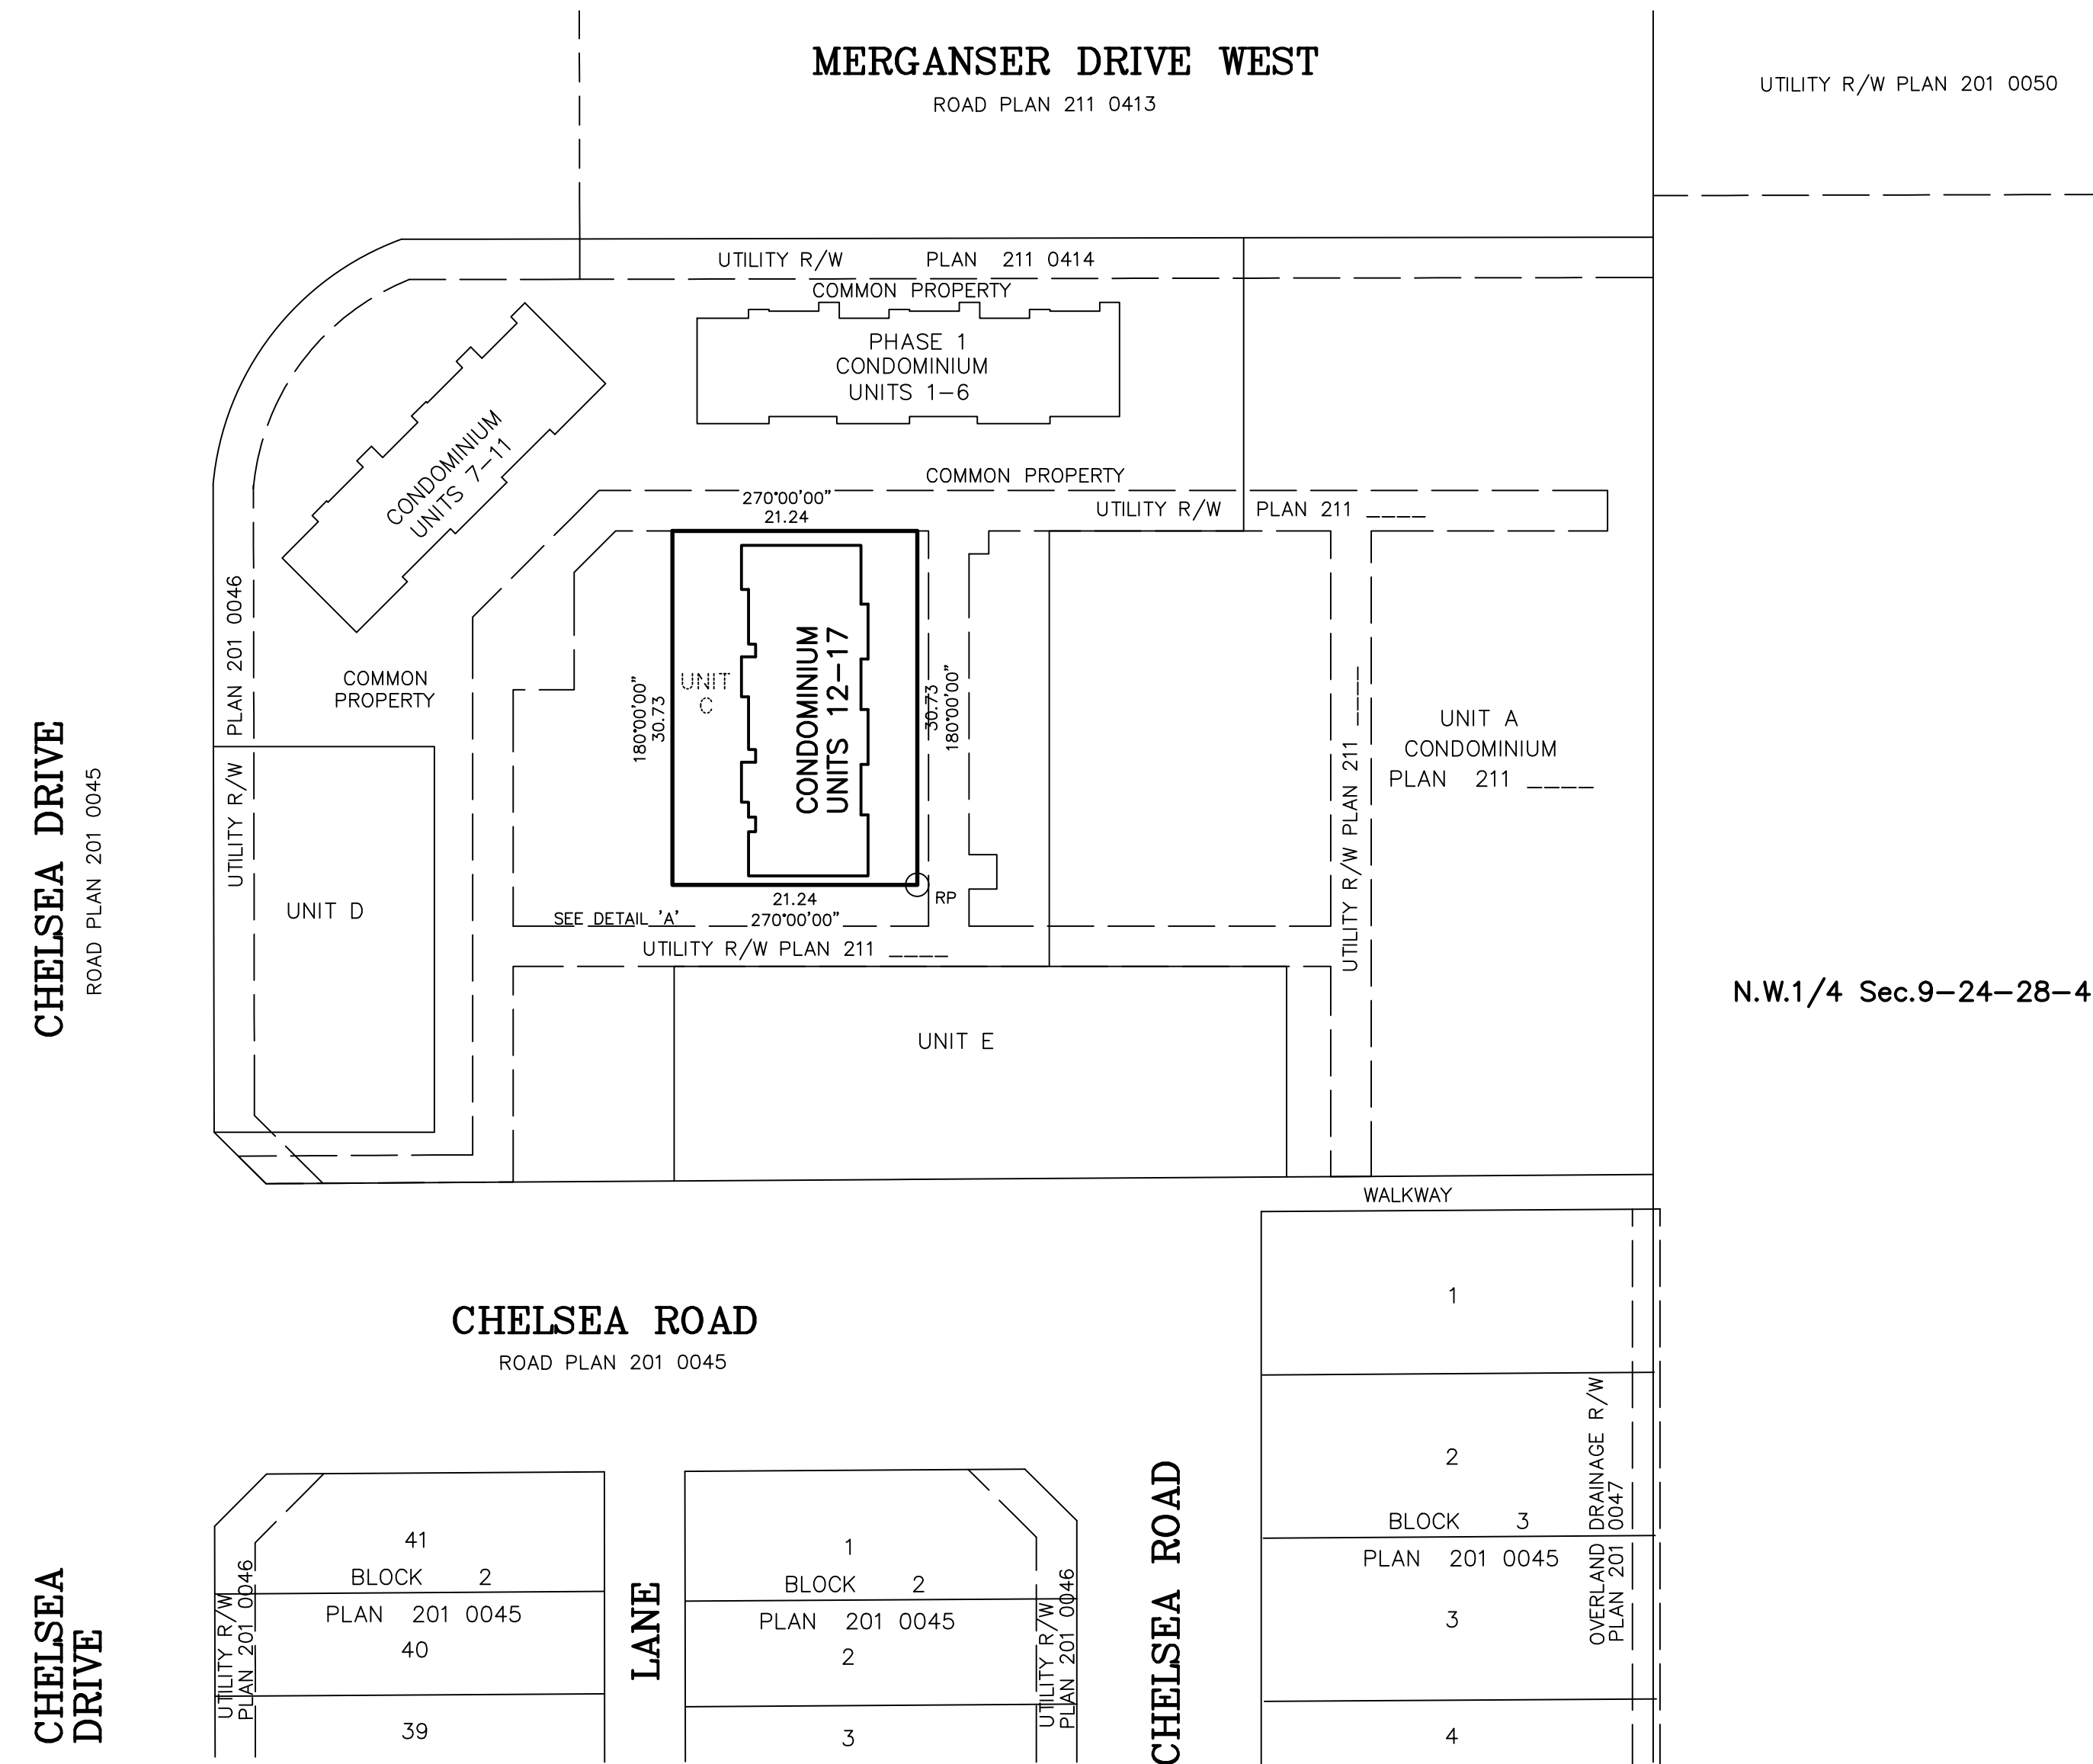 MERGANSER DRIVE WEST
ROAD PLAN 211 0413
UTILITY R/W PLAN 201 0050
UTILITY R/W PLAN 211 0414
COMMON PROPERTY
PHASE 1
CONDOMINIUM
UNITS 1-6
CONDOMINIUM
UNITS 7-11
COMMON PROPERTY
270°00'00"
21.24
UTILITY R/W PLAN 211 ____
UTILITY R/W PLAN 201 0046
COMMON
PROPERTY
180°00'00"
30.73
UNIT
C
CONDOMINIUM
UNITS 12-17
30.73
180°00'00"
UTILITY R/W PLAN 211 ____
UNIT A
CONDOMINIUM
PLAN 211 ____
CHELSEA DRIVE
ROAD PLAN 201 0045
UNIT D
21.24
270°00'00"
RP
SEE DETAIL 'A'
UTILITY R/W PLAN 211 ____
N.W.1/4 Sec.9-24-28-4
UNIT E
WALKWAY
CHELSEA ROAD
ROAD PLAN 201 0045
1
2
BLOCK 3
PLAN 201 0045
3
4
OVERLAND DRAINAGE R/W
PLAN 201 0047
CHELSEA
DRIVE
UTILITY R/W
PLAN 201 0046
41
BLOCK 2
PLAN 201 0045
40
39
LANE
1
BLOCK 2
PLAN 201 0045
2
3
UTILITY R/W
PLAN 201 0046
CHELSEA ROAD